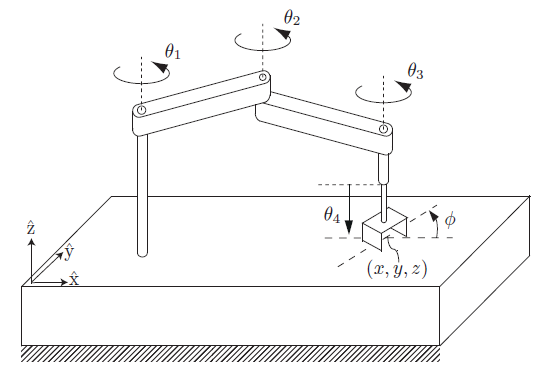 θ₂
θ₁
θ₃
θ₄
ϕ
ẑ
ŷ
(x, y, z)
x̂